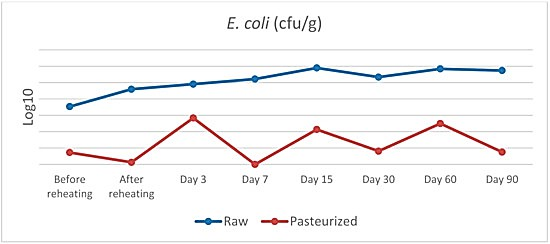 E. coli (cfu/g)
Log10
Before reheating
After reheating
Day 3
Day 7
Day 15
Day 30
Day 60
Day 90
Raw
Pasteurized